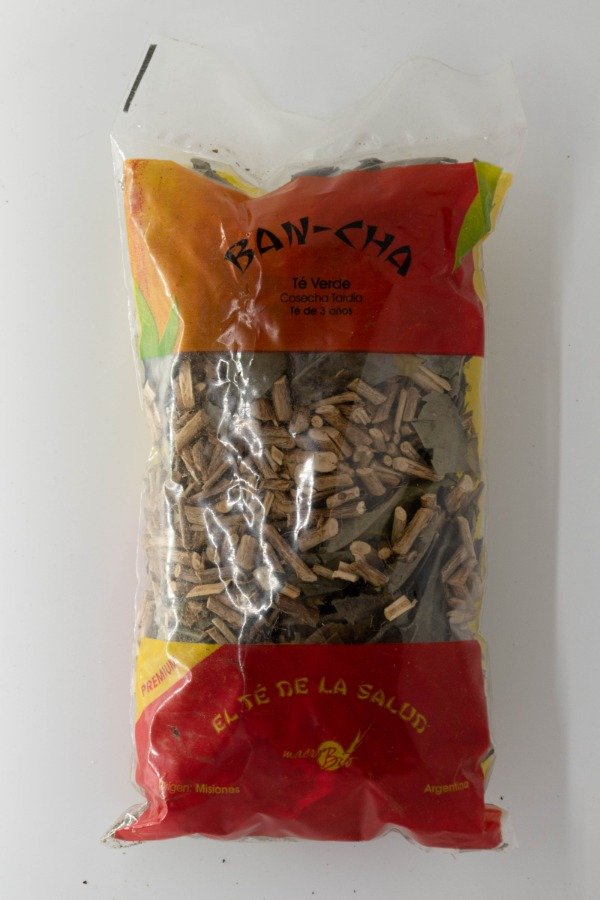 BAN-CHA
Té Verde
Cosecha Tardía
Té de 3 años
PREMIUM
EL TÉ DE LA SALUD
macroBio
Origen: Misiones
Argentina